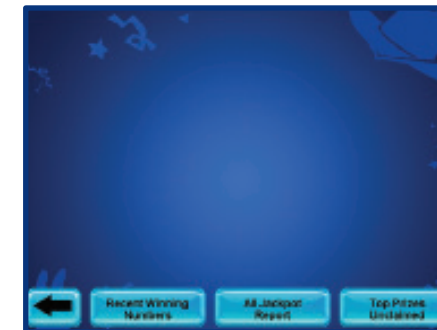 Recent Winning
Numbers
All Jackpot
Report
Top Prizes
Unclaimed